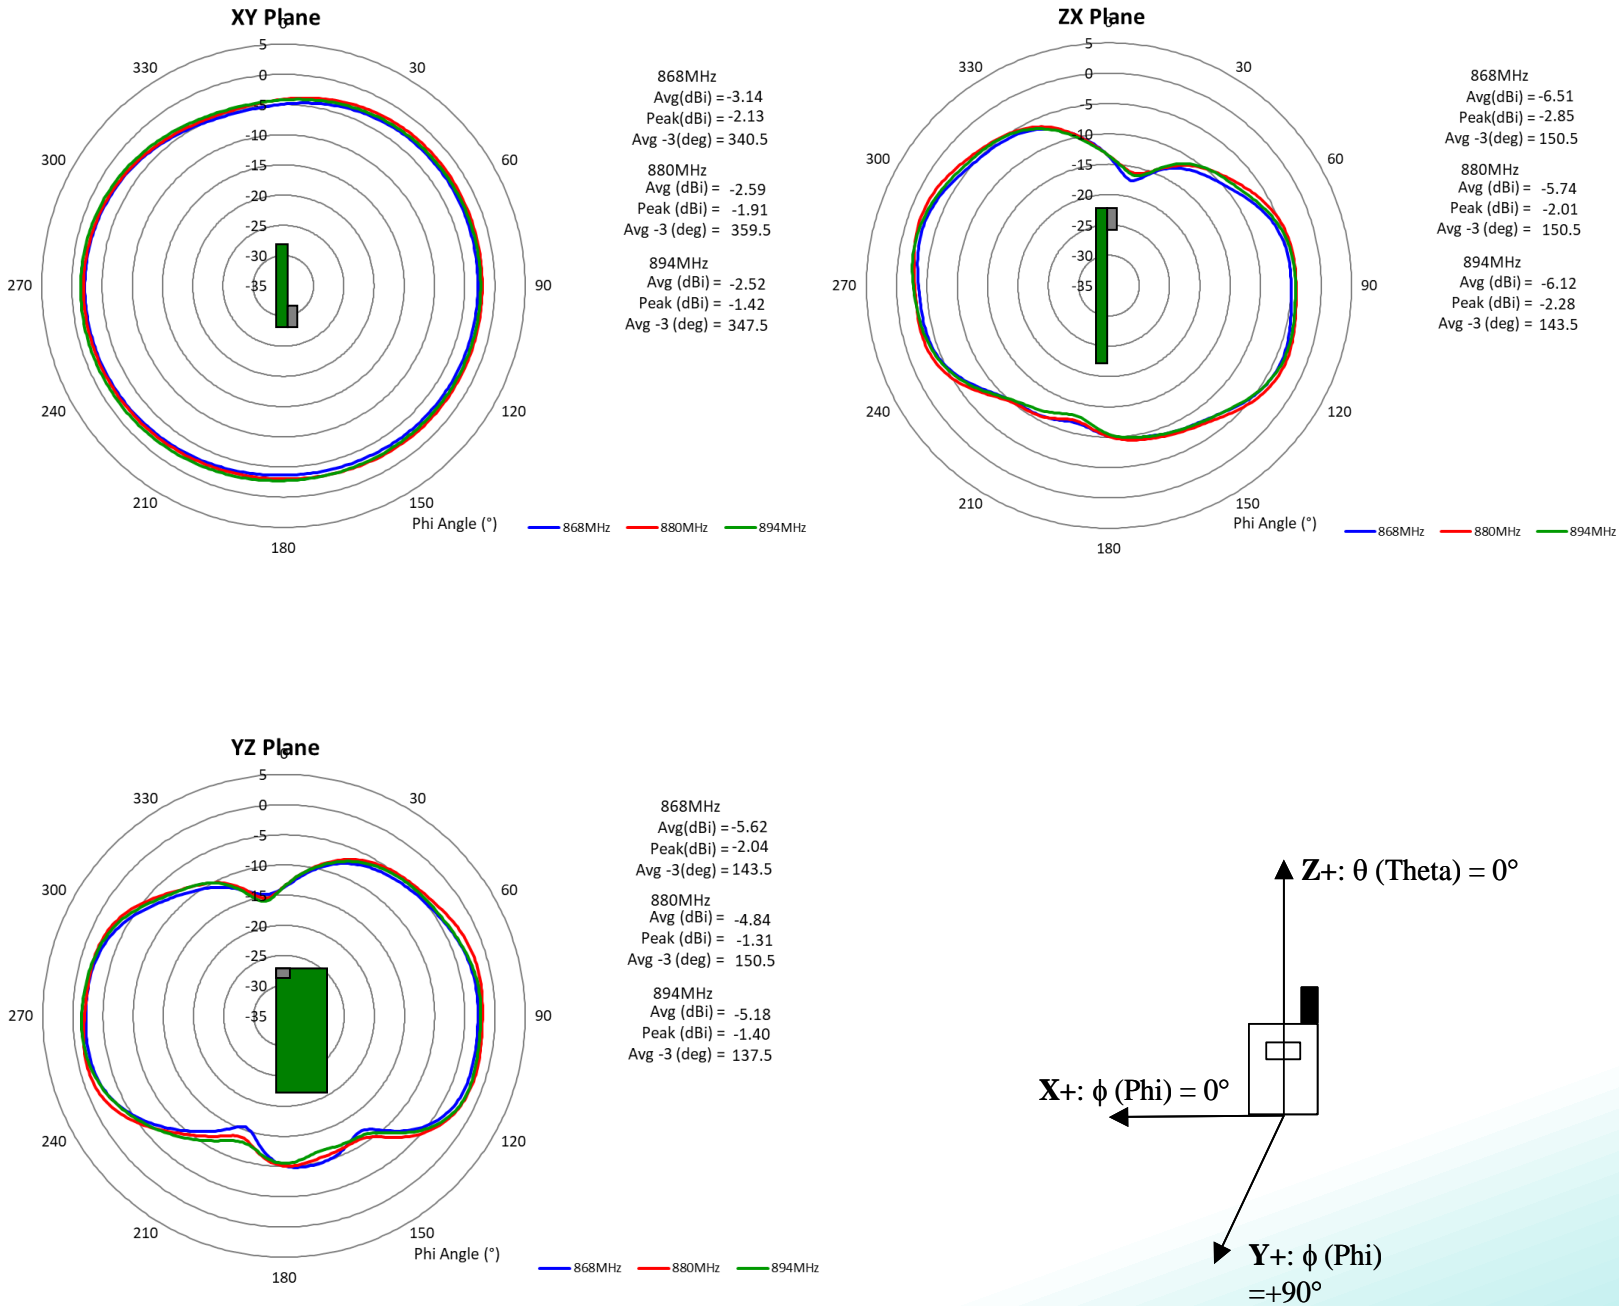 XY Plane
0
5
0
-5
-10
-15
-20
-25
-30
-35
330
30
300
60
270
90
240
120
210
150
180
Phi Angle (°)
868MHz
880MHz
894MHz
868MHz
Avg(dBi) = -3.14
Peak(dBi) = -2.13
Avg -3(deg) = 340.5
880MHz
Avg (dBi) = -2.59
Peak (dBi) = -1.91
Avg -3 (deg) = 359.5
894MHz
Avg (dBi) = -2.52
Peak (dBi) = -1.42
Avg -3 (deg) = 347.5
ZX Plane
0
5
0
-5
-10
-15
-20
-25
-30
-35
330
30
300
60
270
90
240
120
210
150
180
Phi Angle (°)
868MHz
880MHz
894MHz
868MHz
Avg(dBi) = -6.51
Peak(dBi) = -2.85
Avg -3(deg) = 150.5
880MHz
Avg (dBi) = -5.74
Peak (dBi) = -2.01
Avg -3 (deg) = 150.5
894MHz
Avg (dBi) = -6.12
Peak (dBi) = -2.28
Avg -3 (deg) = 143.5
YZ Plane
0
5
0
-5
-10
-15
-20
-25
-30
-35
330
30
300
60
270
90
240
120
210
150
180
Phi Angle (°)
868MHz
880MHz
894MHz
868MHz
Avg(dBi) = -5.62
Peak(dBi) = -2.04
Avg -3(deg) = 143.5
880MHz
Avg (dBi) = -4.84
Peak (dBi) = -1.31
Avg -3 (deg) = 150.5
894MHz
Avg (dBi) = -5.18
Peak (dBi) = -1.40
Avg -3 (deg) = 137.5
Z+: θ (Theta) = 0°
X+: ϕ (Phi) = 0°
Y+: ϕ (Phi)
=+90°